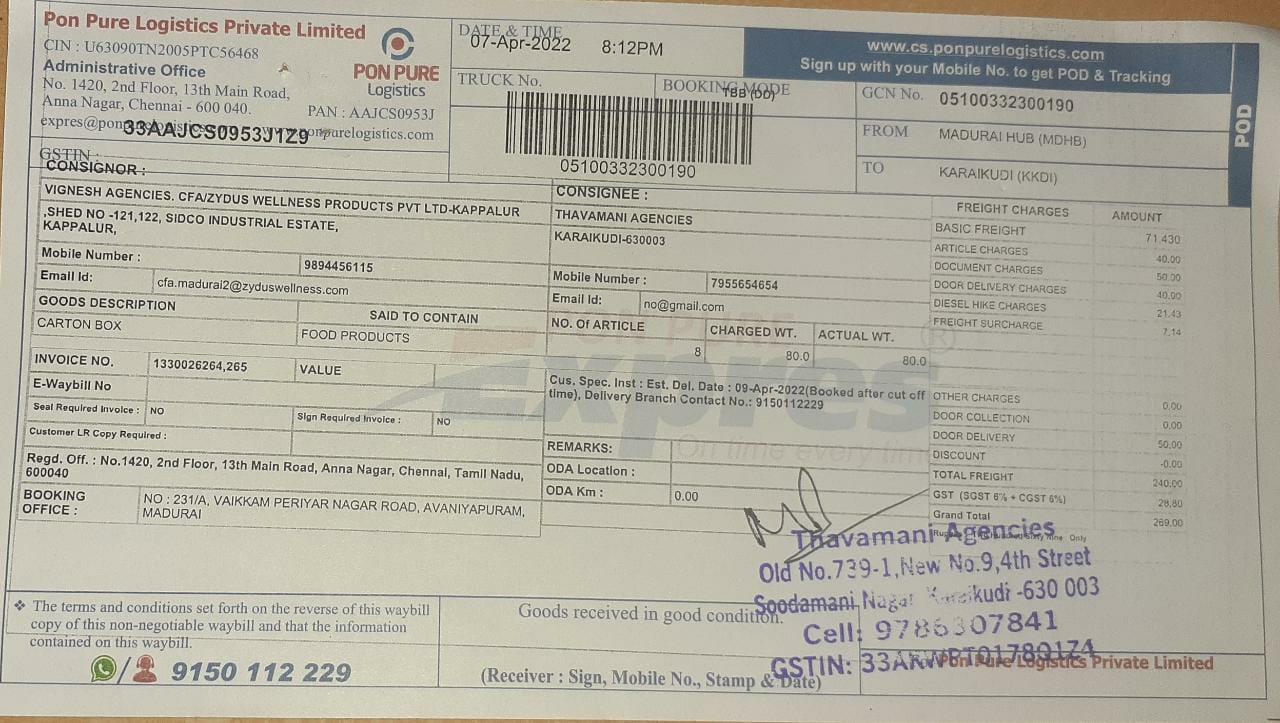 Pon Pure Logistics Private Limited
CIN : U63090TN2005PTC56468
Administrative Office
No. 1420, 2nd Floor, 13th Main Road,
Anna Nagar, Chennai - 600 040.
PAN : AAJCS0953J
33AAJCS0953J1Z9
GSTIN :
PON PURE
Logistics
DATE & TIME
07-Apr-2022 8:12PM
TRUCK No.
BOOKING MODE
TBB (DD)
05100332300190
www.cs.ponpurelogistics.com
Sign up with your Mobile No. to get POD & Tracking
GCN No. 05100332300190
FROM MADURAI HUB (MDHB)
TO KARAIKUDI (KKDI)
POD
CONSIGNOR :
VIGNESH AGENCIES. CFA/ZYDUS WELLNESS PRODUCTS PVT LTD-KAPPALUR
,SHED NO -121,122, SIDCO INDUSTRIAL ESTATE,
KAPPALUR,
Mobile Number : 9894456115
Email Id: cfa.madurai2@zyduswellness.com
CONSIGNEE :
THAVAMANI AGENCIES
KARAIKUDI-630003
Mobile Number : 7955654654
Email Id: no@gmail.com
GOODS DESCRIPTION SAID TO CONTAIN
CARTON BOX FOOD PRODUCTS
NO. Of ARTICLE CHARGED WT. ACTUAL WT.
8 80.0 80.0
INVOICE NO. 1330026264,265 VALUE
E-Waybill No
Seal Required Invoice : NO Sign Required Invoice : NO
Customer LR Copy Required :
Cus. Spec. Inst : Est. Del. Date : 09-Apr-2022(Booked after cut off
time), Delivery Branch Contact No.: 9150112229
REMARKS:
ODA Location :
ODA Km : 0.00
Regd. Off. : No.1420, 2nd Floor, 13th Main Road, Anna Nagar, Chennai, Tamil Nadu,
600040
BOOKING OFFICE : NO : 231/A, VAIKKAM PERIYAR NAGAR ROAD, AVANIYAPURAM,
MADURAI
FREIGHT CHARGES AMOUNT
BASIC FREIGHT 71.430
ARTICLE CHARGES 40.00
DOCUMENT CHARGES 50.00
DOOR DELIVERY CHARGES 40.00
DIESEL HIKE CHARGES 21.43
FREIGHT SURCHARGE 7.14
OTHER CHARGES 0.00
DOOR COLLECTION 0.00
DOOR DELIVERY 50.00
DISCOUNT -0.00
TOTAL FREIGHT 240.00
GST (SGST 6% + CGST 6%) 28.80
Grand Total 269.00
PON PURE
Expres
On time every time
Thavamani Agencies
Old No.739-1, New No.9, 4th Street
Soodamani Nagar Karaikudi -630 003
Cell: 9786307841
GSTIN:
❖ The terms and conditions set forth on the reverse of this waybill
copy of this non-negotiable waybill and that the information
contained on this waybill.
9150 112 229
Goods received in good condition.
(Receiver : Sign, Mobile No., Stamp & Date)
Pon Pure Logistics Private Limited